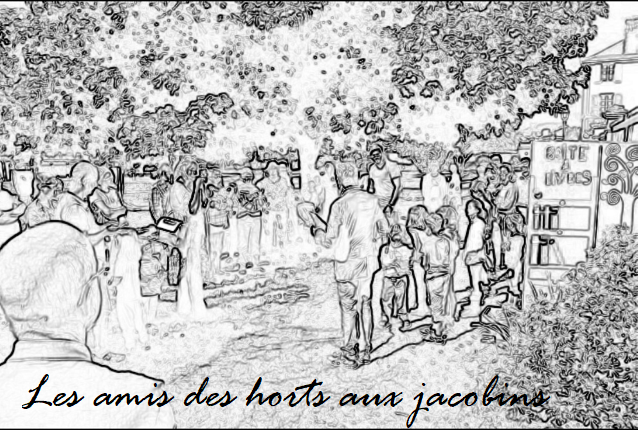 BOITE
LIVRES
Les amis des horts aux jacobins